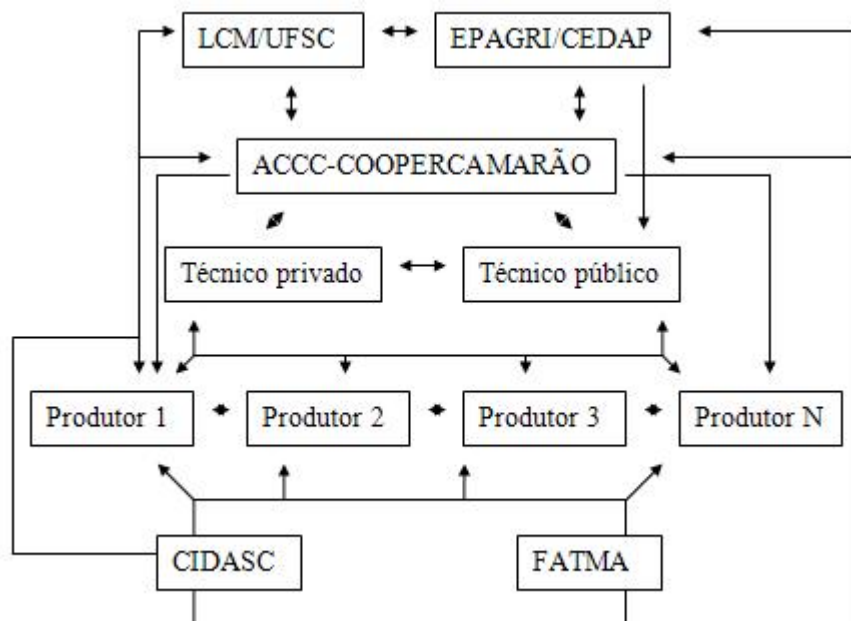 LCM/UFSC
EPAGRI/CEDAP
ACCC-COOPERCAMARÃO
Técnico privado
Técnico público
Produtor 1
Produtor 2
Produtor 3
Produtor N
CIDASC
FATMA